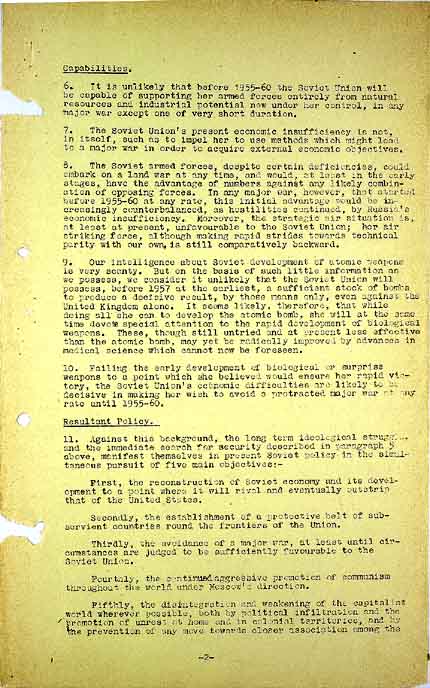 Capabilities.
6. It is unlikely that before 1955-60 the Soviet Union will
be capable of supporting her armed forces entirely from natural
resources and industrial potential now under her control, in any
major war except one of very short duration.
7. The Soviet Union's present economic insufficiency is not,
in itself, such as to impel her to use methods which might lead
to a major war in order to acquire external economic objectives.
8. The Soviet armed forces, despite certain deficiencies, could
embark on a land war at any time, and would, at least in the early
stages, have the advantage of numbers against any likely combin-
ation of opposing forces. In any major war, however, that started
before 1955-60 at any rate, this initial advantage would be in-
creasingly counterbalanced, as hostilities continued, by Russia's
economic insufficiency. Moreover, the strategic air situation is,
at least at present, unfavourable to the Soviet Union; her air
striking force, although making rapid strides towards technical
parity with our own, is still comparatively backward.
9. Our intelligence about Soviet development of atomic weapons
is very scanty. But on the basis of such little information as
we possess, we consider it unlikely that the Soviet Union will
possess, before 1957 at the earliest, a sufficient stock of bombs
to produce a decisive result, by those means only, even against the
United Kingdom alone. It seems likely, therefore, that while
doing all she can to develop the atomic bomb, she will at the same
time devote special attention to the rapid development of biological
weapons. These, though still untried and at present less effective
than the atomic bomb, may yet be radically improved by advances in
medical science which cannot now be foreseen.
10. Failing the early development of biological or surprise
weapons to a point which she believed would ensure her rapid vic-
tory, the Soviet Union's economic difficulties are likely to be
decisive in making her wish to avoid a protracted major war at any
rate until 1955-60.
Resultant Policy.
11. Against this background, the long term ideological
and the immediate search for security described in paragraph 5
above, manifest themselves in present Soviet policy in the simul-
taneous pursuit of five main objectives:-
First, the reconstruction of Soviet economy and its devel-
opment to a point where it will rival and eventually outstrip
that of the United States.
Secondly, the establishment of a protective belt of sub-
servient countries round the frontiers of the Union.
Thirdly, the avoidance of a major war, at least until cir-
cumstances are judged to be sufficiently favourable to the
Soviet Union.
Fourthly, the continued aggressive promotion of communism
throughout the world under Moscow's direction.
Fifthly, the disintegration and weakening of the capitalist
world wherever possible, both by political infiltration and the
promotion of unrest at home and in colonial territories, and by
the prevention of any move towards closer association among the
-2-